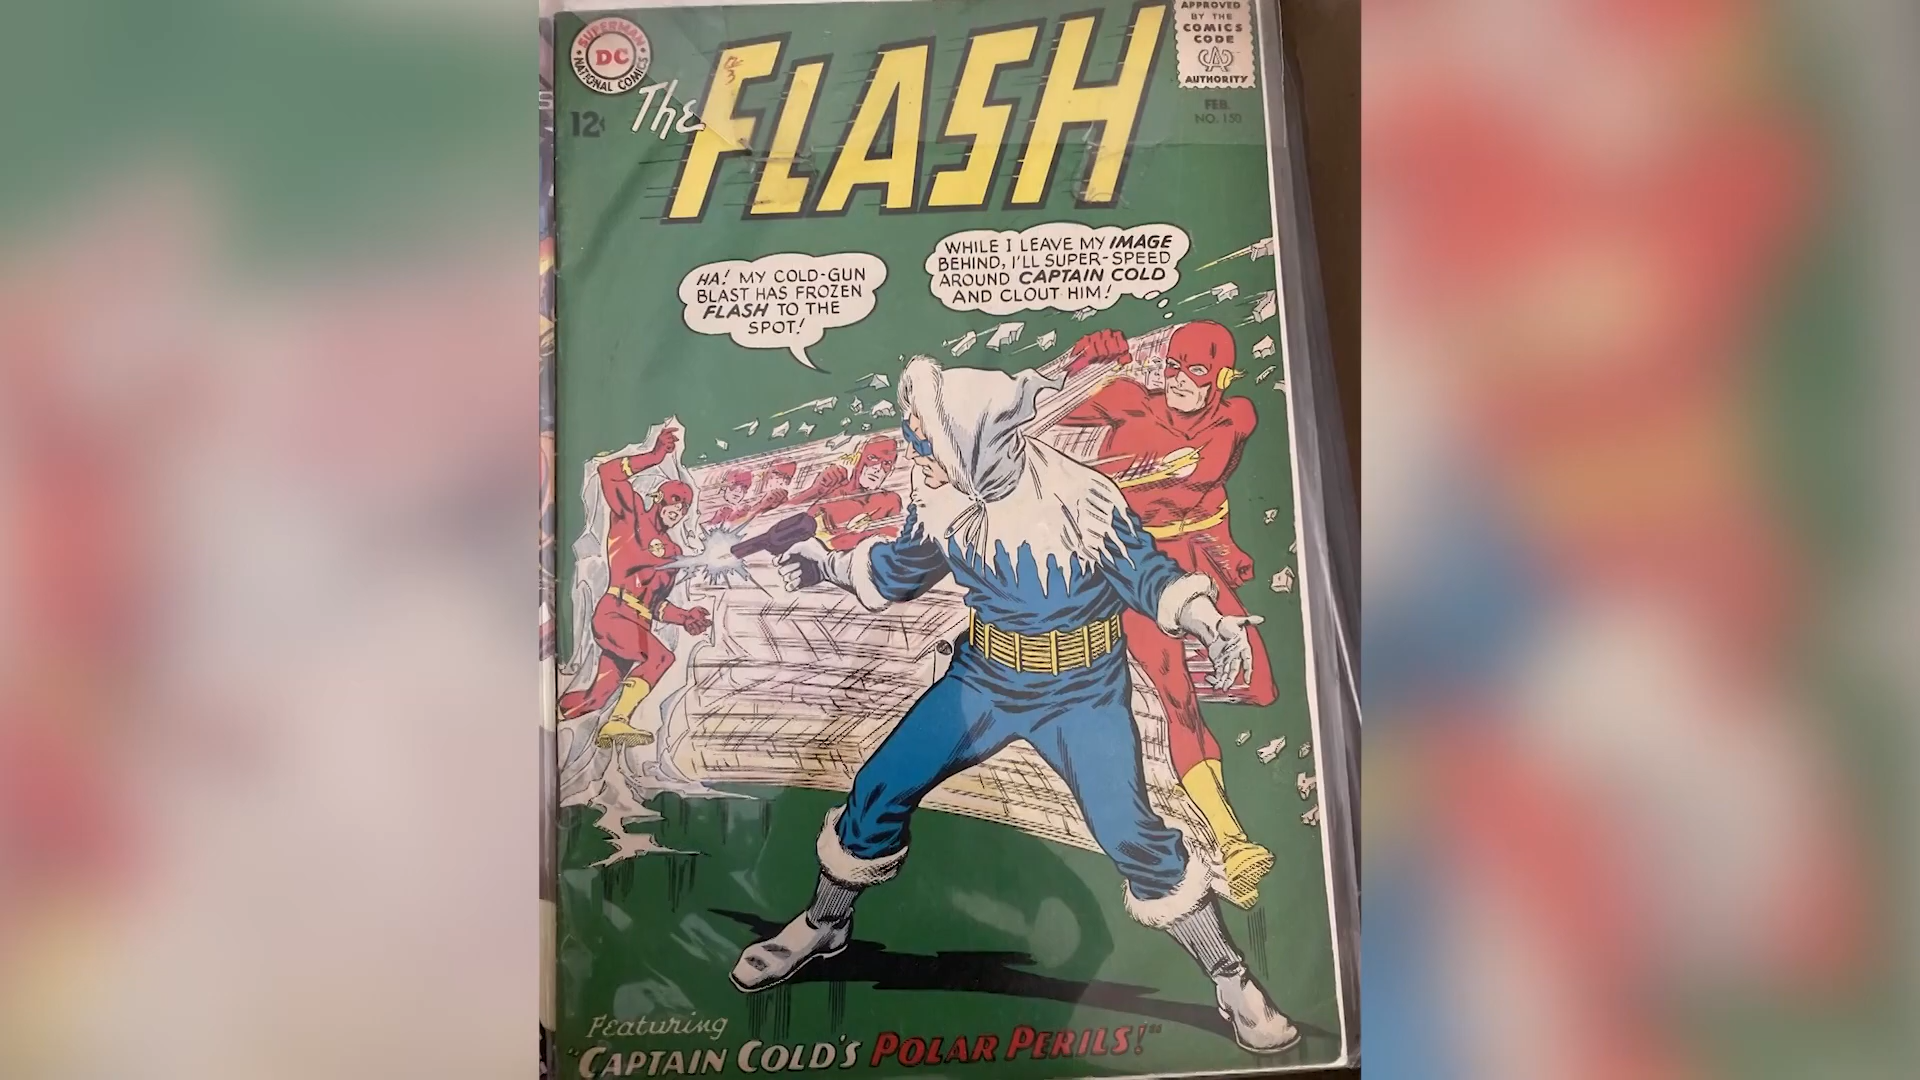 SUPERMAN
DC
NATIONAL COMICS
12¢
The FLASH
APPROVED
BY THE
COMICS
CODE
CA
AUTHORITY
FEB.
NO. 150
HA! MY COLD-GUN
BLAST HAS FROZEN
FLASH TO THE
SPOT!
WHILE I LEAVE MY IMAGE
BEHIND, I'LL SUPER-SPEED
AROUND CAPTAIN COLD
AND CLOUT HIM!
Featuring
"CAPTAIN COLD'S POLAR PERILS!"